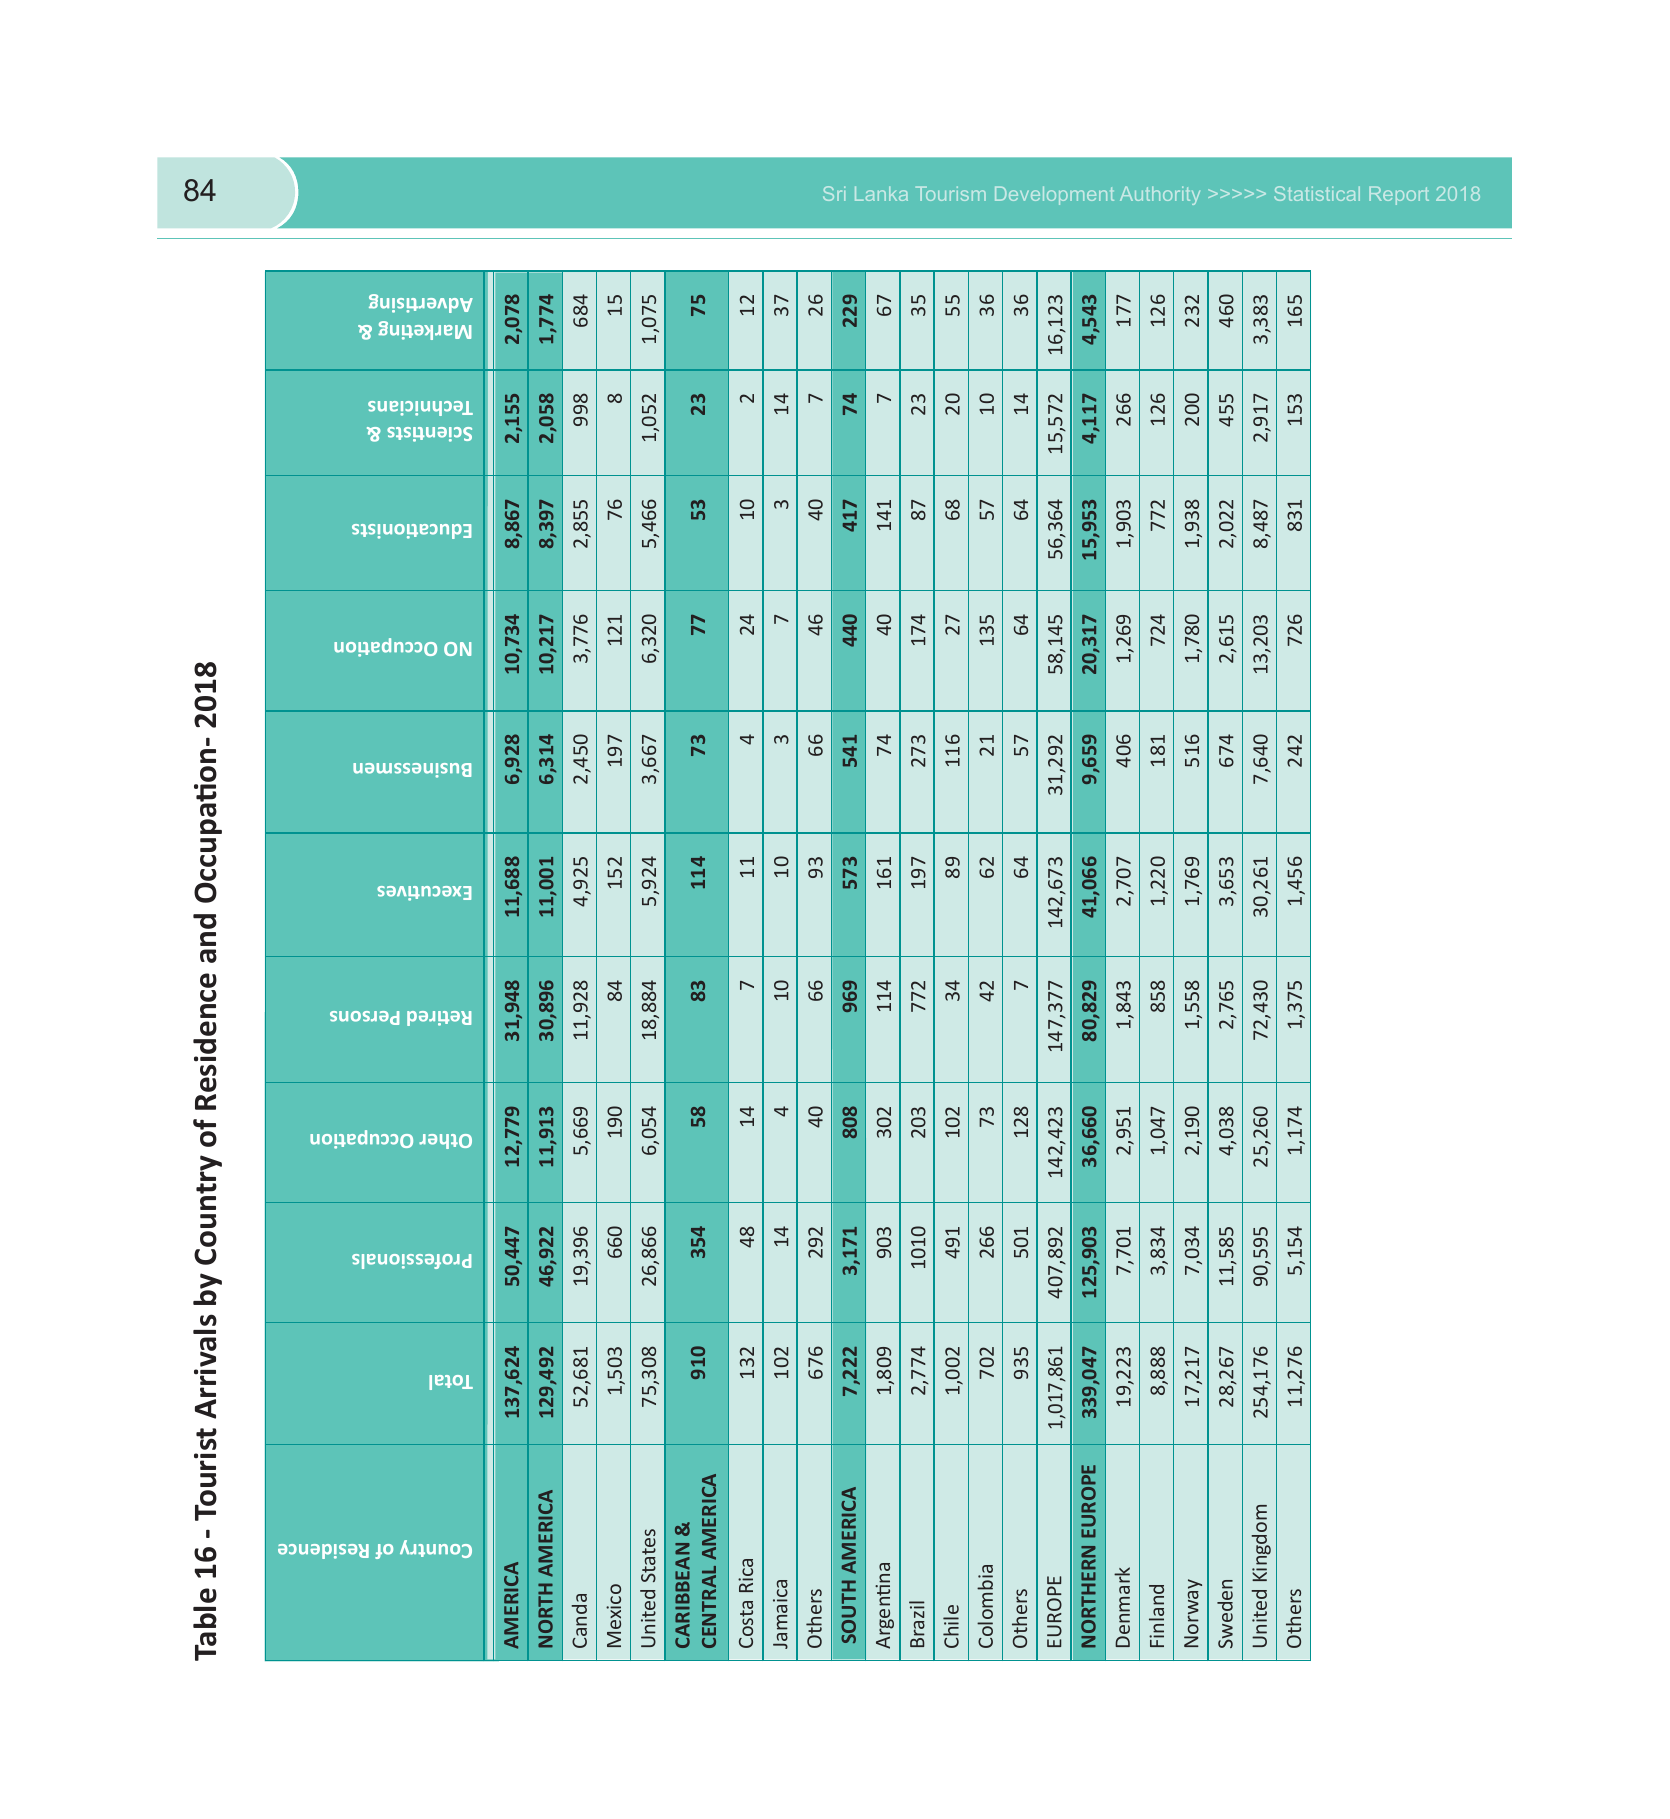 84
Sri Lanka Tourism Development Authority >>>>> Statistical Report 2018
Table 16 - Tourist Arrivals by Country of Residence and Occupation- 2018
Country of Residence Total Professionals Other Occupation Retired Persons Executives Businessmen NO Occupation Educationists Scientists & Technicians Marketing & Advertising
AMERICA 137,624 50,447 12,779 31,948 11,688 6,928 10,734 8,867 2,155 2,078
NORTH AMERICA 129,492 46,922 11,913 30,896 11,001 6,314 10,217 8,397 2,058 1,774
Canda 52,681 19,396 5,669 11,928 4,925 2,450 3,776 2,855 998 684
Mexico 1,503 660 190 84 152 197 121 76 8 15
United States 75,308 26,866 6,054 18,884 5,924 3,667 6,320 5,466 1,052 1,075
CARIBBEAN &
CENTRAL AMERICA 910 354 58 83 114 73 77 53 23 75
Costa Rica 132 48 14 7 11 4 24 10 2 12
Jamaica 102 14 4 10 10 3 7 3 14 37
Others 676 292 40 66 93 66 46 40 7 26
SOUTH AMERICA 7,222 3,171 808 969 573 541 440 417 74 229
Argentina 1,809 903 302 114 161 74 40 141 7 67
Brazil 2,774 1010 203 772 197 273 174 87 23 35
Chile 1,002 491 102 34 89 116 27 68 20 55
Colombia 702 266 73 42 62 21 135 57 10 36
Others 935 501 128 7 64 57 64 64 14 36
EUROPE 1,017,861 407,892 142,423 147,377 142,673 31,292 58,145 56,364 15,572 16,123
NORTHERN EUROPE 339,047 125,903 36,660 80,829 41,066 9,659 20,317 15,953 4,117 4,543
Denmark 19,223 7,701 2,951 1,843 2,707 406 1,269 1,903 266 177
Finland 8,888 3,834 1,047 858 1,220 181 724 772 126 126
Norway 17,217 7,034 2,190 1,558 1,769 516 1,780 1,938 200 232
Sweden 28,267 11,585 4,038 2,765 3,653 674 2,615 2,022 455 460
United Kingdom 254,176 90,595 25,260 72,430 30,261 7,640 13,203 8,487 2,917 3,383
Others 11,276 5,154 1,174 1,375 1,456 242 726 831 153 165